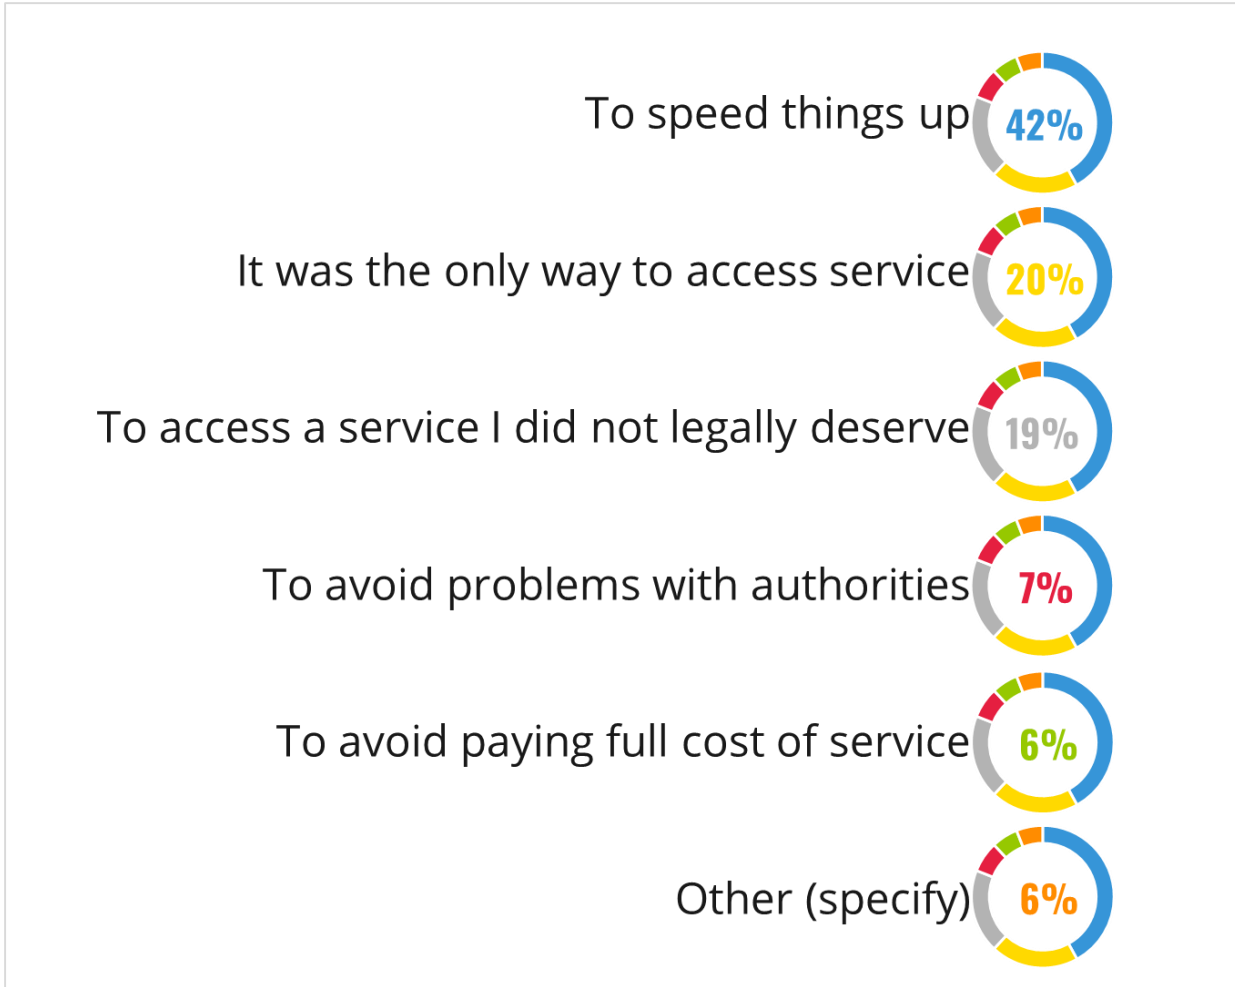 To speed things up 42%
It was the only way to access service 20%
To access a service I did not legally deserve 19%
To avoid problems with authorities 7%
To avoid paying full cost of service 6%
Other (specify) 6%